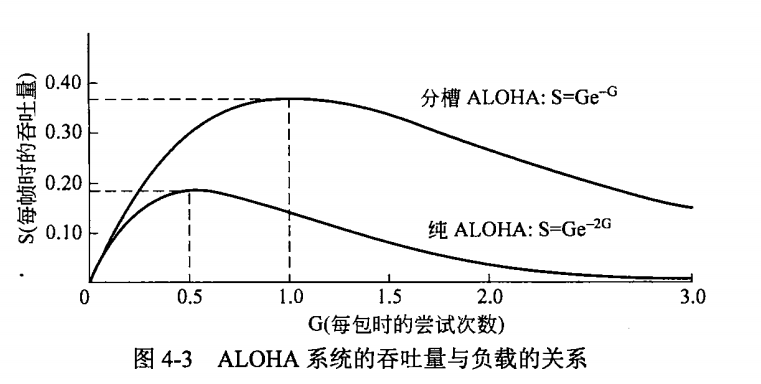 S(每帧时的吞吐量)
0.40
0.30
0.20
0.10
分槽 ALOHA: S=Ge⁻ᴳ
纯 ALOHA: S=Ge⁻²ᴳ
0 0.5 1.0 1.5 2.0 3.0
G(每包时的尝试次数)
图 4-3 ALOHA 系统的吞吐量与负载的关系